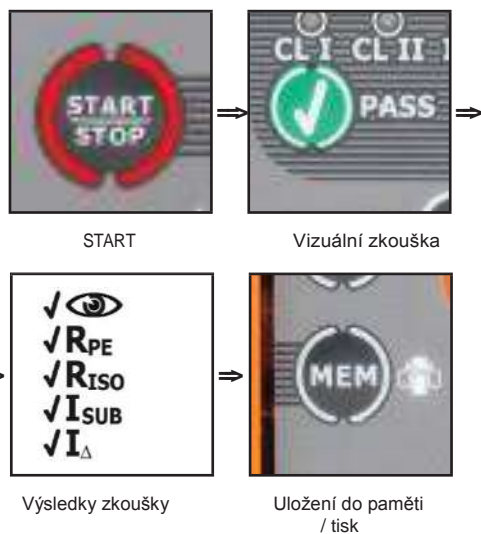 START
STOP
⇒
CL I CL II
PASS
⇒
START
Vizuální zkouška
√
√ RPE
√ RISO
√ ISUB
√ I∆
⇒
MEM
Výsledky zkoušky
Uložení do paměti
/ tisk